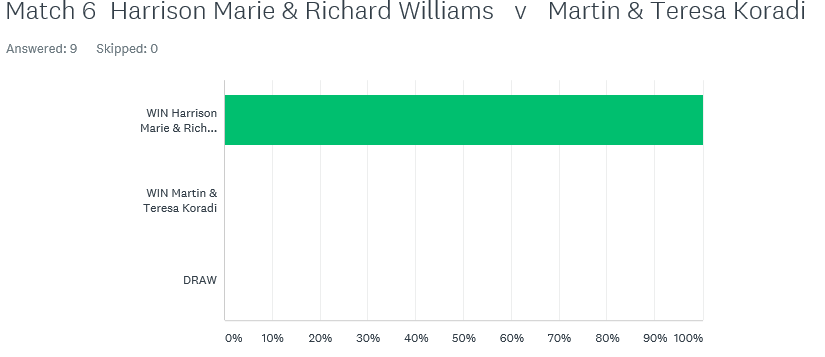 Match 6 Harrison Marie & Richard Williams v Martin & Teresa Koradi
Answered: 9 Skipped: 0
WIN Harrison
Marie & Rich...
WIN Martin &
Teresa Koradi
DRAW
0% 10% 20% 30% 40% 50% 60% 70% 80% 90% 100%